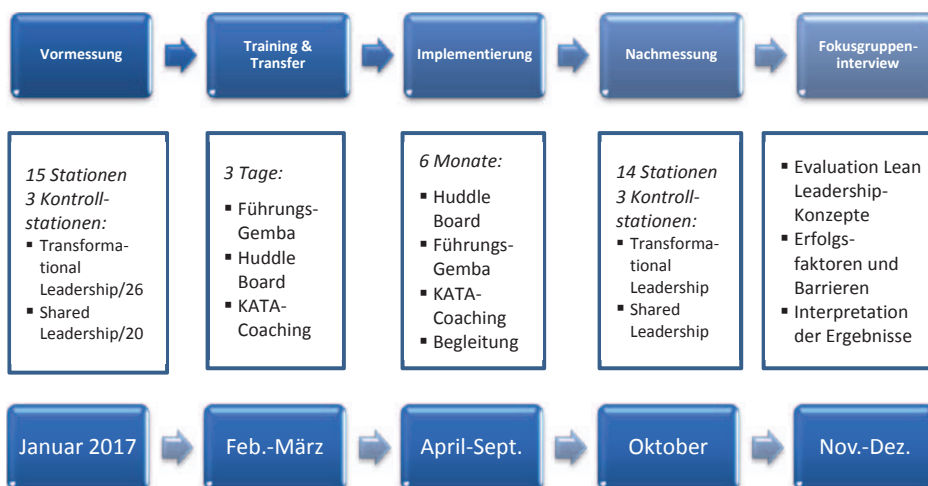 Vormessung
Training &
Transfer
Implementierung
Nachmessung
Fokusgruppen-
interview
15 Stationen
3 Kontroll-
stationen:
▪ Transforma-
tional
Leadership/26
▪ Shared
Leadership/20
3 Tage:
▪ Führungs-
Gemba
▪ Huddle
Board
▪ KATA-
Coaching
6 Monate:
▪ Huddle
Board
▪ Führungs-
Gemba
▪ KATA-
Coaching
▪ Begleitung
14 Stationen
3 Kontroll-
stationen:
▪ Transforma-
tional
Leadership
▪ Shared
Leadership
▪ Evaluation Lean
Leadership-
Konzepte
▪ Erfolgs-
faktoren und
Barrieren
▪ Interpretation
der Ergebnisse
Januar 2017
Feb.-März
April-Sept.
Oktober
Nov.-Dez.